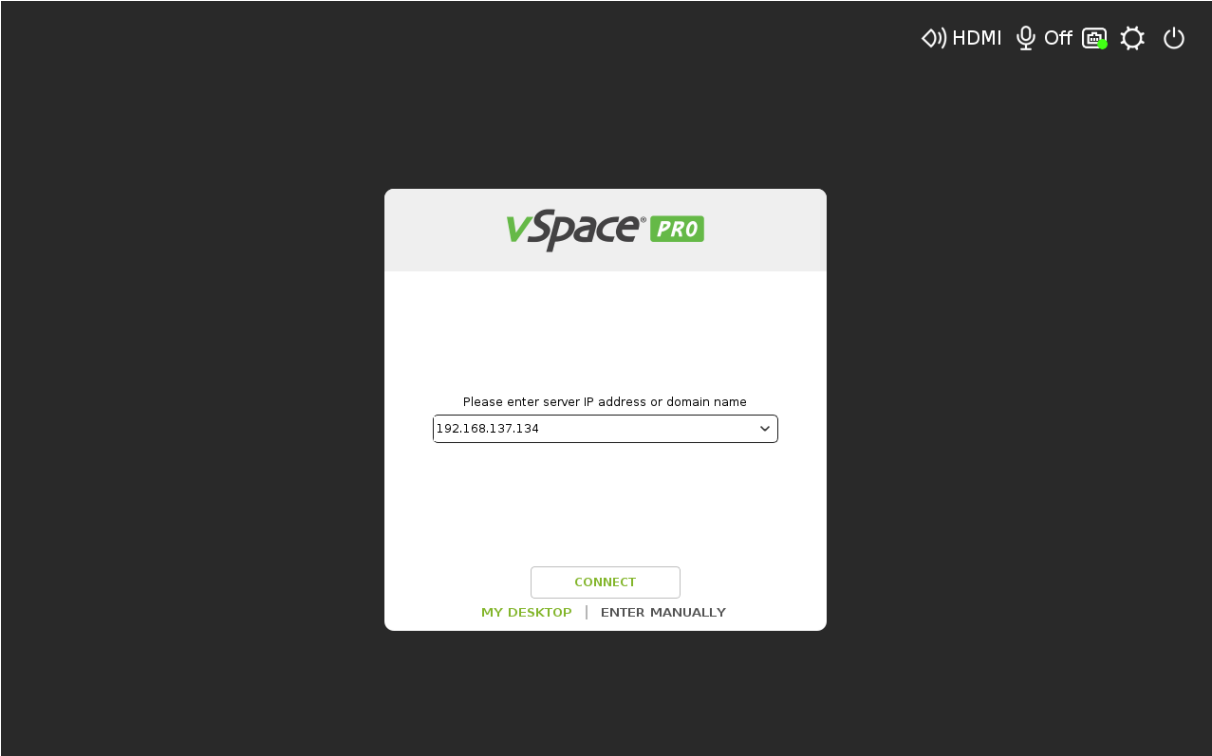 HDMI Off
vSpace® PRO
Please enter server IP address or domain name
192.168.137.134
CONNECT
MY DESKTOP | ENTER MANUALLY